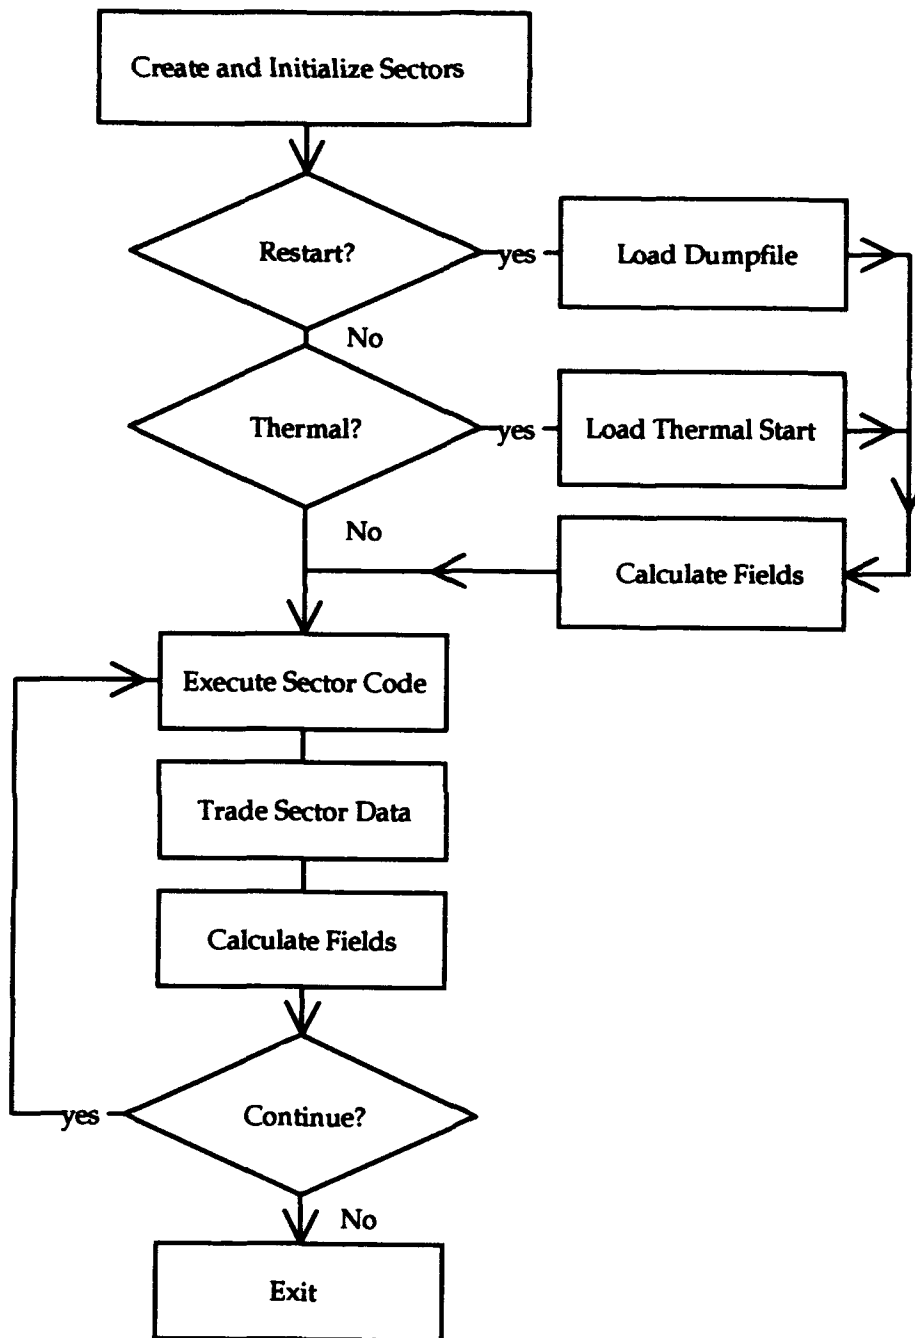 Create and Initialize Sectors
Restart?
yes
Load Dumpfile
No
Thermal?
yes
Load Thermal Start
No
Calculate Fields
Execute Sector Code
Trade Sector Data
Calculate Fields
Continue?
yes
No
Exit